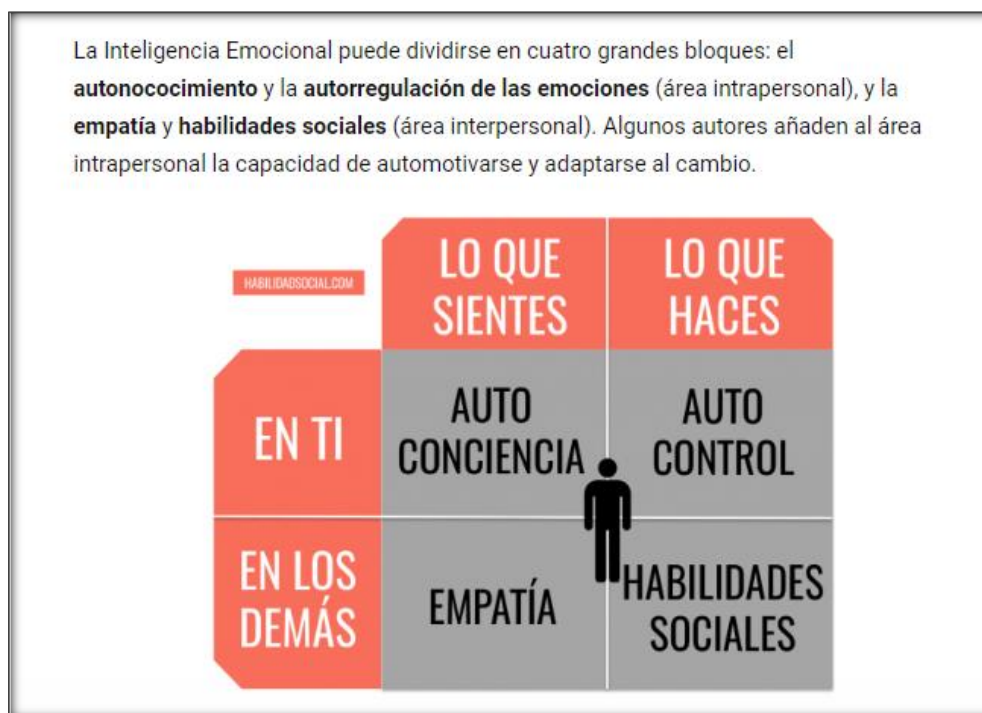 La Inteligencia Emocional puede dividirse en cuatro grandes bloques: el
autonococimiento y la autorregulación de las emociones (área intrapersonal), y la
empatía y habilidades sociales (área interpersonal). Algunos autores añaden al área
intrapersonal la capacidad de automotivarse y adaptarse al cambio.
HABILIDADSOCIAL.COM
LO QUE
SIENTES
LO QUE
HACES
EN TI
AUTO
CONCIENCIA
AUTO
CONTROL
EN LOS
DEMÁS
EMPATÍA
HABILIDADES
SOCIALES